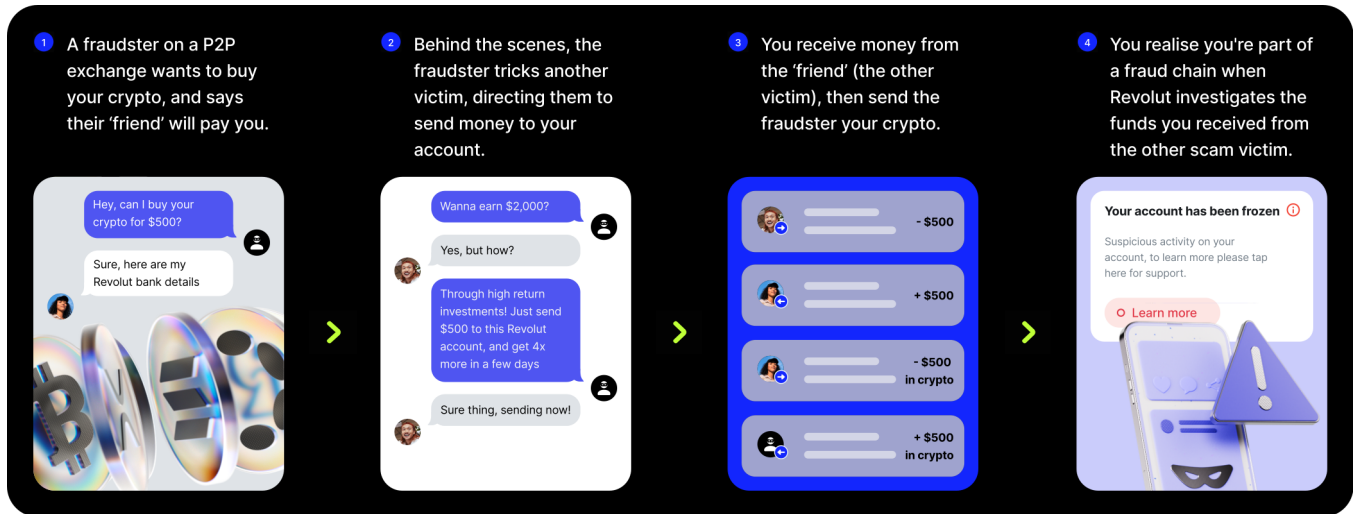 1 A fraudster on a P2P
exchange wants to buy
your crypto, and says
their ‘friend’ will pay you.
Hey, can I buy your
crypto for $500?
Sure, here are my
Revolut bank details
2 Behind the scenes, the
fraudster tricks another
victim, directing them to
send money to your
account.
Wanna earn $2,000?
Yes, but how?
Through high return
investments! Just send
$500 to this Revolut
account, and get 4x
more in a few days
Sure thing, sending now!
3 You receive money from
the ‘friend’ (the other
victim), then send the
fraudster your crypto.
- $500
+ $500
- $500
in crypto
+ $500
in crypto
4 You realise you're part of
a fraud chain when
Revolut investigates the
funds you received from
the other scam victim.
Your account has been frozen
Suspicious activity on your
account, to learn more please tap
here for support.
Learn more